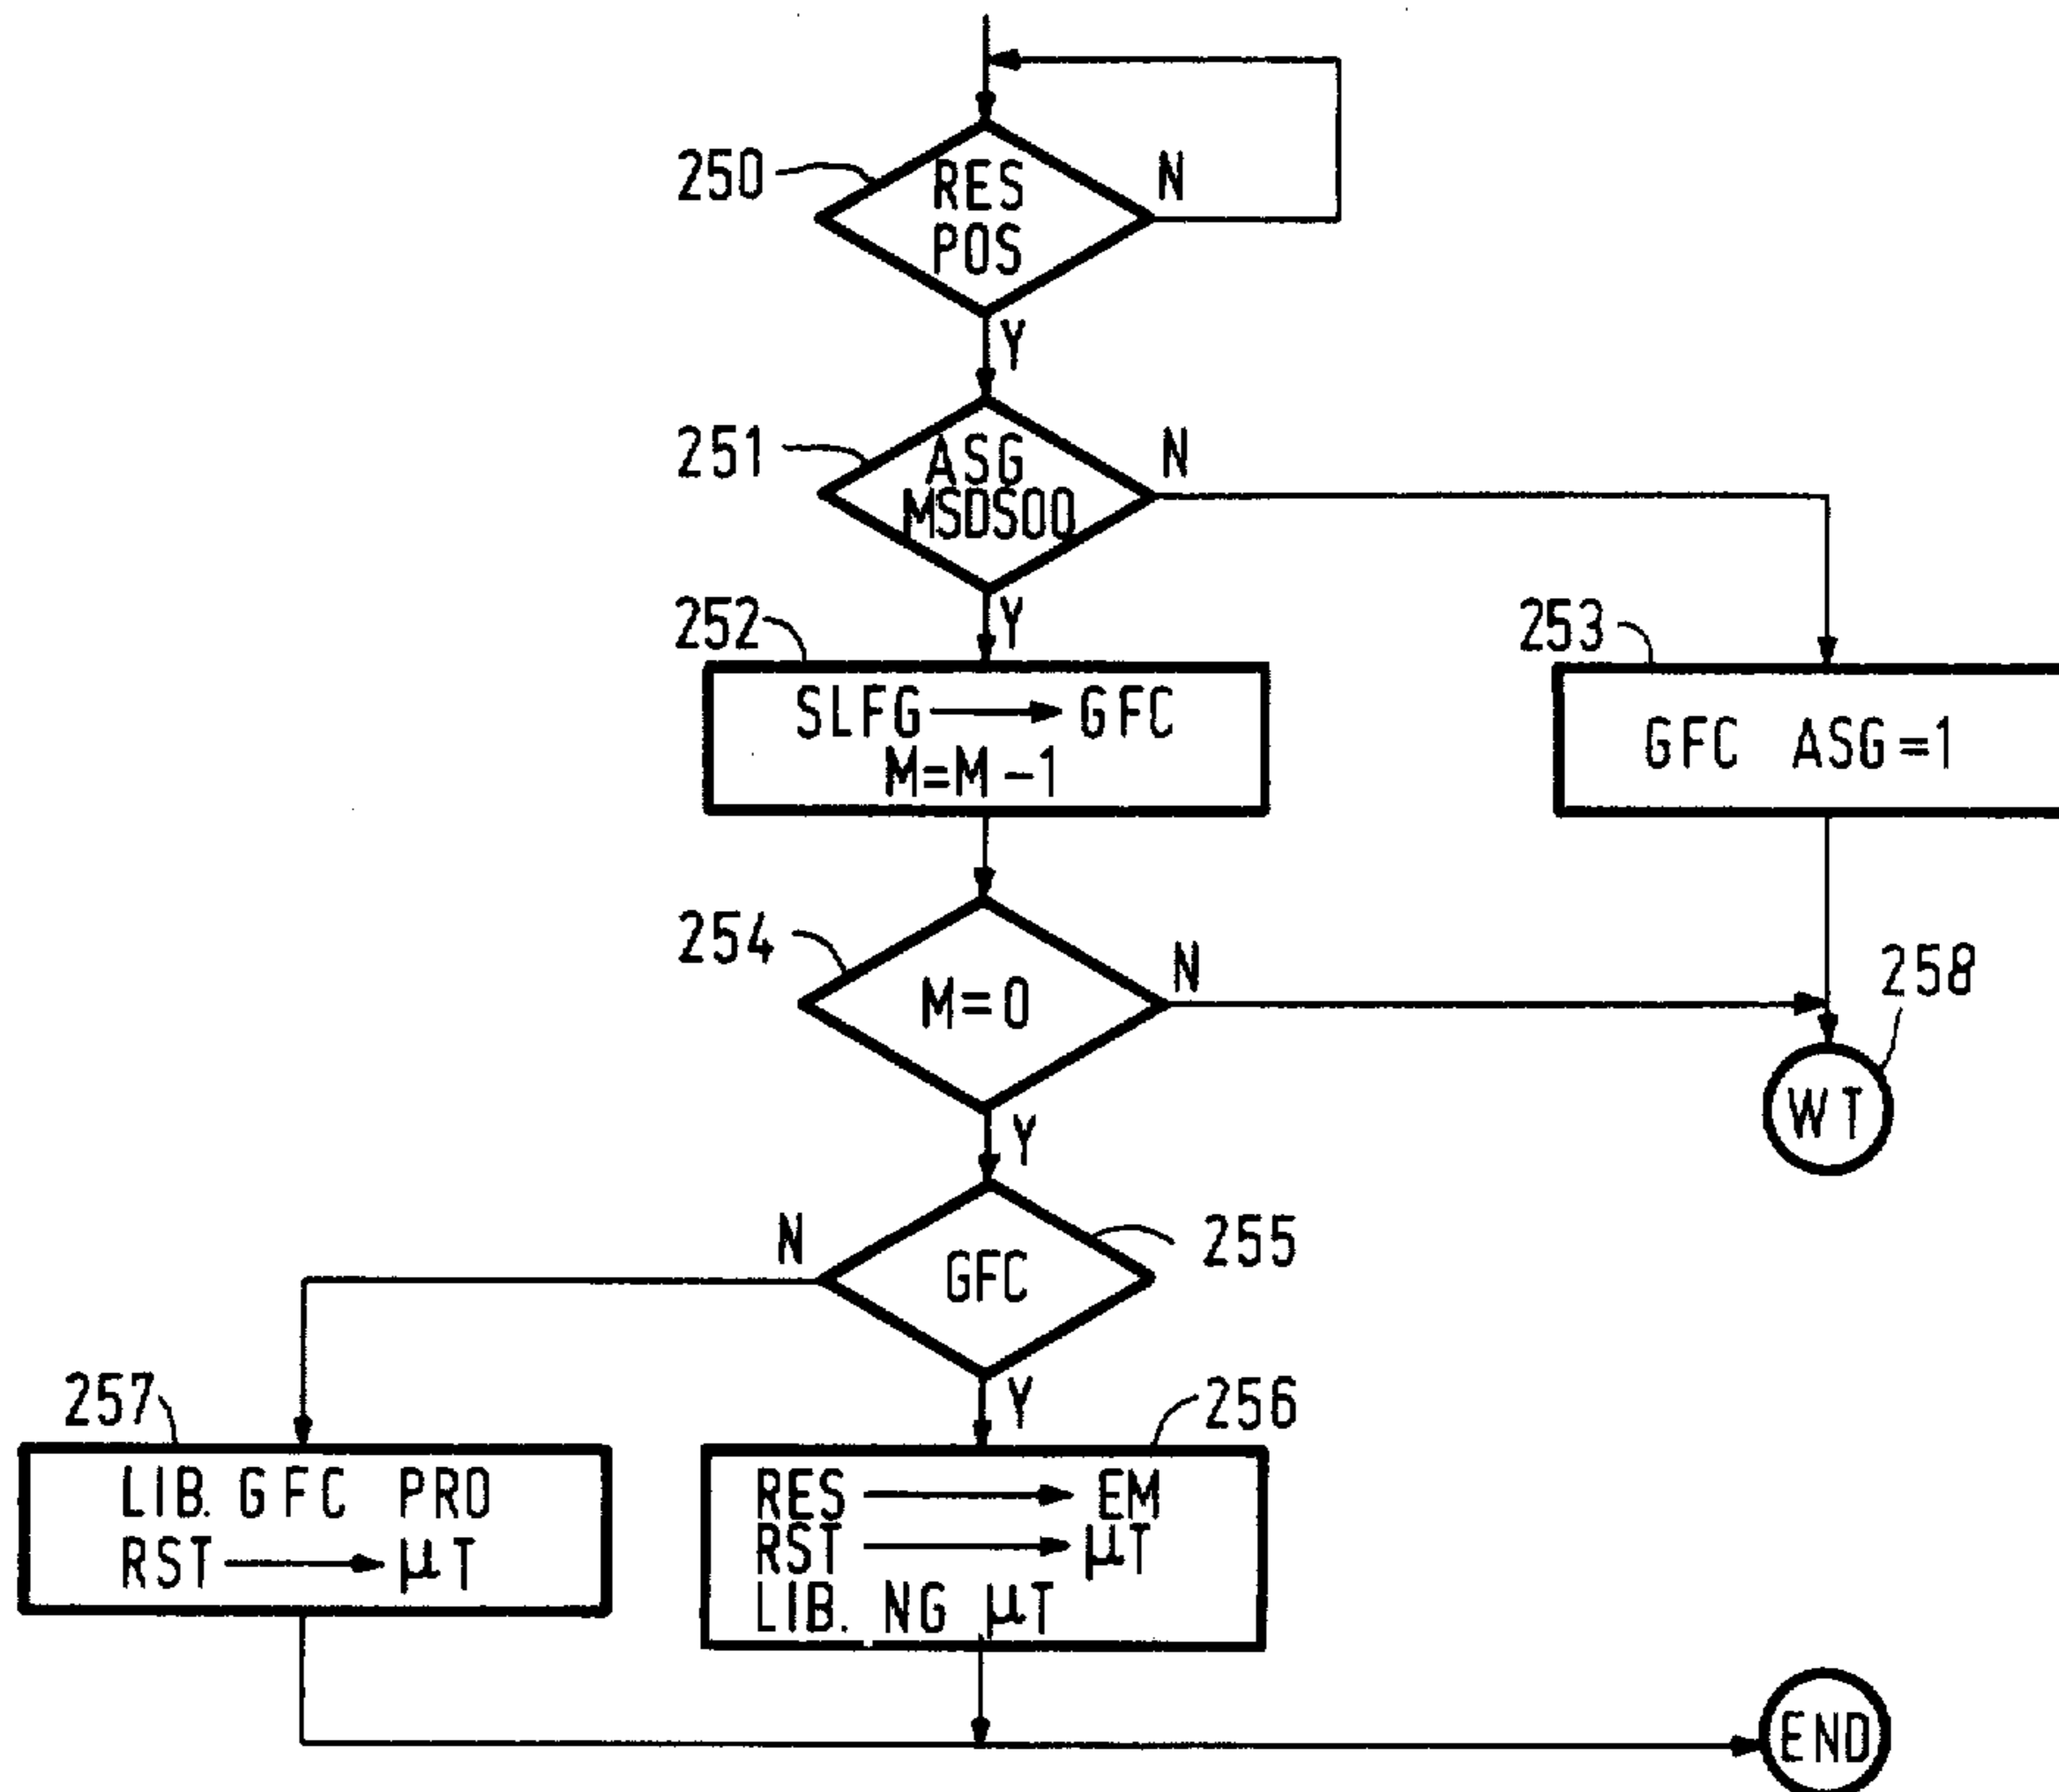 250
RES
POS
N
Y
251
ASG
MSDS00
N
Y
252
SLFG → GFC
M=M-1
253
GFC ASG=1
254
M=0
N
Y
258
WT
255
GFC
N
Y
257
LIB. GFC PRO
RST → μT
256
RES → EM
RST → μT
LIB. NG μT
END